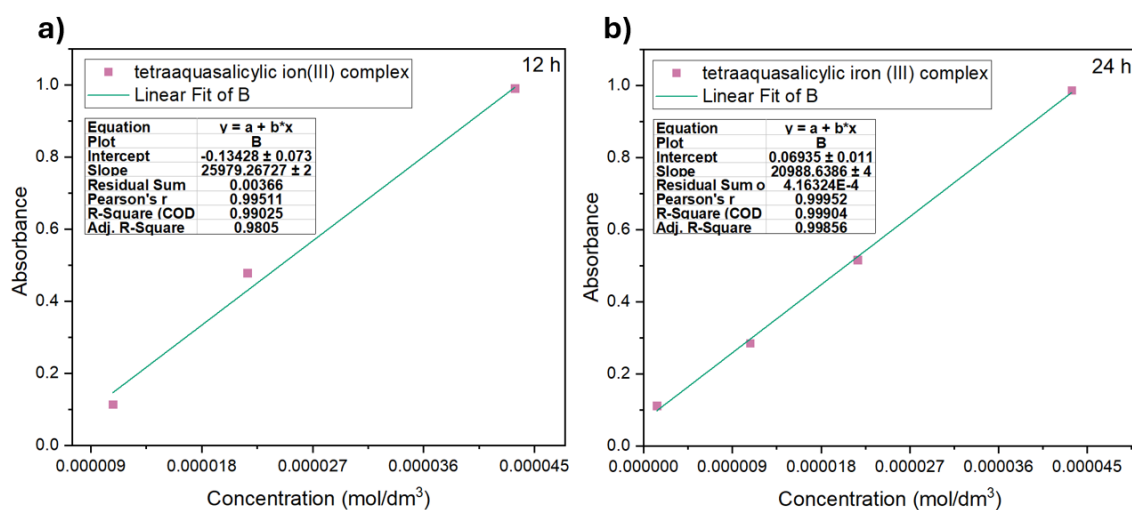 a)
12 h
tetraaquasalicylic ion(III) complex
Linear Fit of B
Equation y = a + b*x
Plot B
Intercept -0.13428 ± 0.073
Slope 25979.26727 ± 2
Residual Sum 0.00366
Pearson's r 0.99511
R-Square (COD 0.99025
Adj. R-Square 0.9805
1.0
0.8
0.6
0.4
0.2
0.0
Absorbance
0.000009 0.000018 0.000027 0.000036 0.000045
Concentration (mol/dm³)
b)
24 h
tetraaquasalicylic iron (III) complex
Linear Fit of B
Equation y = a + b*x
Plot B
Intercept 0.06935 ± 0.011
Slope 20988.6386 ± 4
Residual Sum o 4.16324E-4
Pearson's r 0.99952
R-Square (COD 0.99904
Adj. R-Square 0.99856
1.0
0.8
0.6
0.4
0.2
0.0
Absorbance
0.000000 0.000009 0.000018 0.000027 0.000036 0.000045
Concentration (mol/dm³)